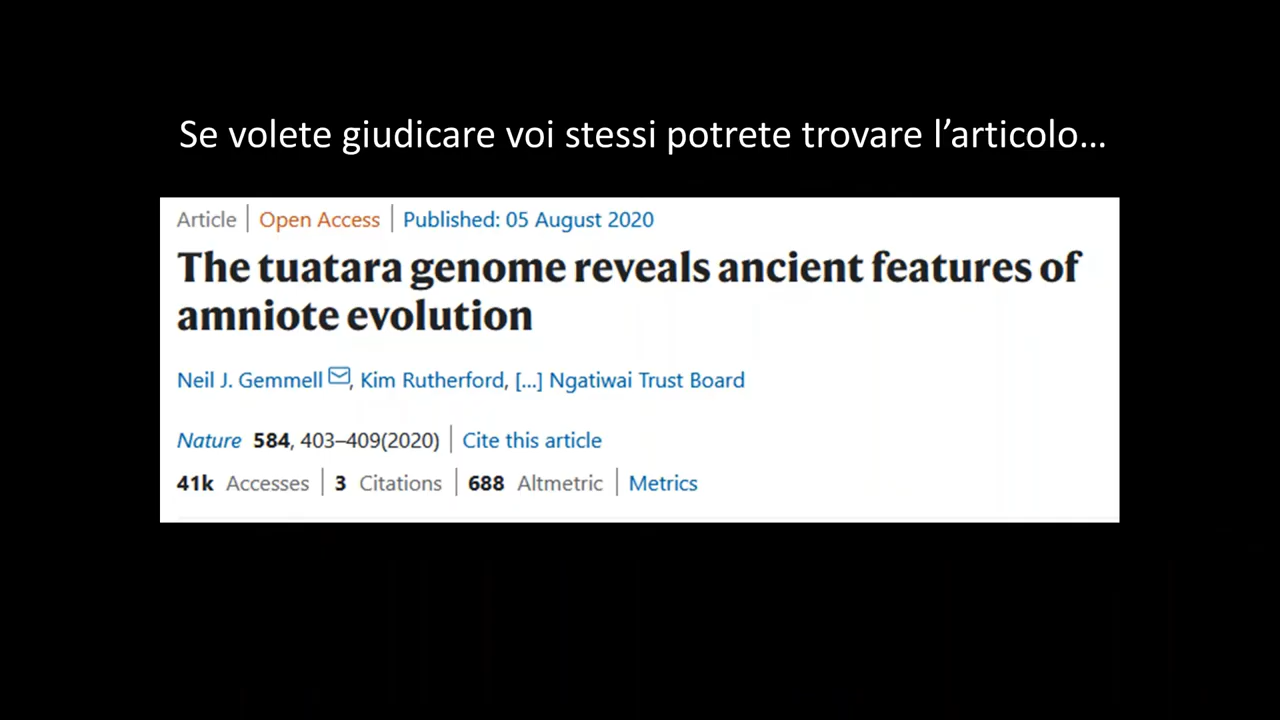 Se volete giudicare voi stessi potrete trovare l’articolo…
Article | Open Access | Published: 05 August 2020
The tuatara genome reveals ancient features of
amniote evolution
Neil J. Gemmell, Kim Rutherford, [...] Ngatiwai Trust Board
Nature 584, 403–409(2020) | Cite this article
41k Accesses | 3 Citations | 688 Altmetric | Metrics